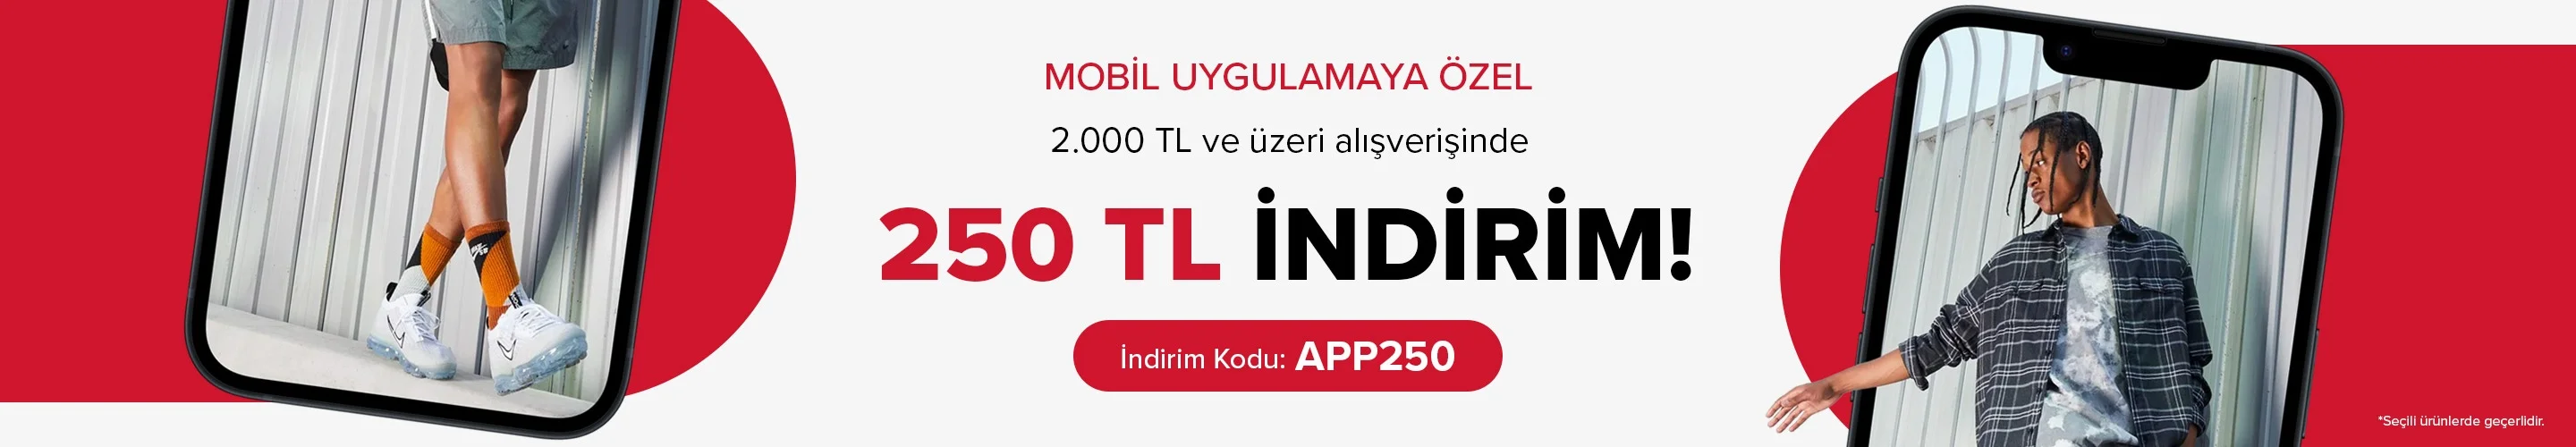 MOBİL UYGULAMAYA ÖZEL
2.000 TL ve üzeri alışverişinde
250 TL İNDİRİM!
İndirim Kodu: APP250
*Seçili ürünlerde geçerlidir.